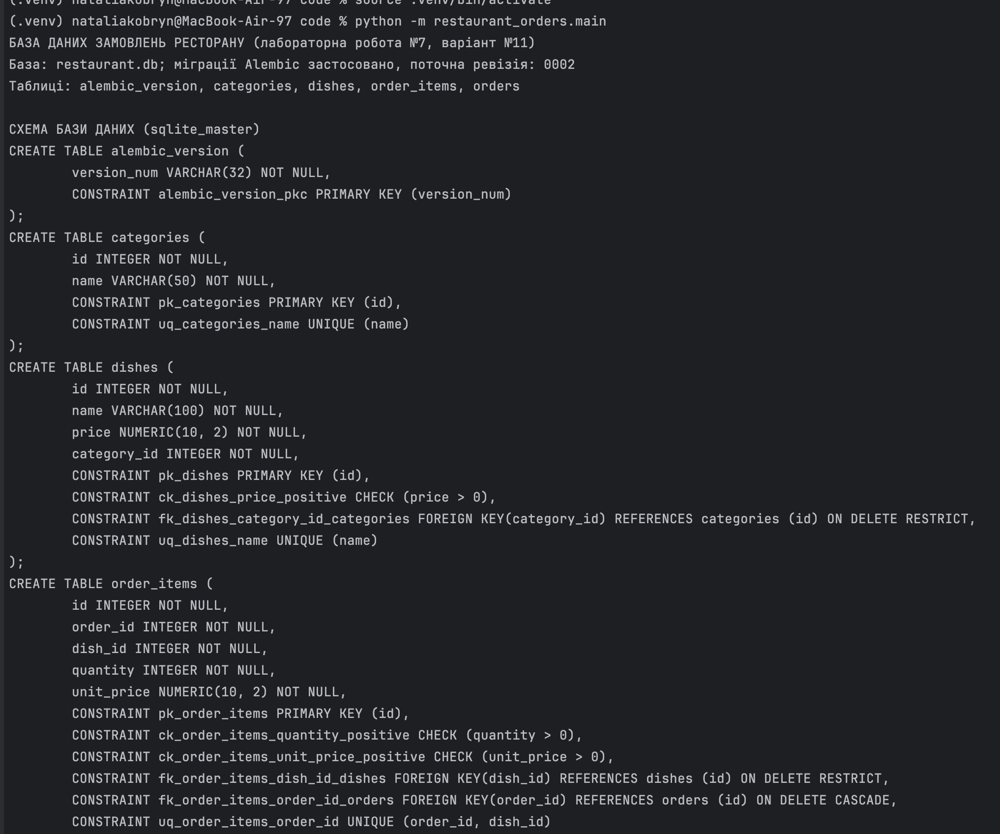 (.venv) nataliakobryn@MacBook-Air-97 code % source .venv/bin/activate
(.venv) nataliakobryn@MacBook-Air-97 code % python -m restaurant_orders.main
БАЗА ДАНИХ ЗАМОВЛЕНЬ РЕСТОРАНУ (лабораторна робота №7, варіант №11)
База: restaurant.db; міграції Alembic застосовано, поточна ревізія: 0002
Таблиці: alembic_version, categories, dishes, order_items, orders
СХЕМА БАЗИ ДАНИХ (sqlite_master)
CREATE TABLE alembic_version (
        version_num VARCHAR(32) NOT NULL,
        CONSTRAINT alembic_version_pkc PRIMARY KEY (version_num)
);
CREATE TABLE categories (
        id INTEGER NOT NULL,
        name VARCHAR(50) NOT NULL,
        CONSTRAINT pk_categories PRIMARY KEY (id),
        CONSTRAINT uq_categories_name UNIQUE (name)
);
CREATE TABLE dishes (
        id INTEGER NOT NULL,
        name VARCHAR(100) NOT NULL,
        price NUMERIC(10, 2) NOT NULL,
        category_id INTEGER NOT NULL,
        CONSTRAINT pk_dishes PRIMARY KEY (id),
        CONSTRAINT ck_dishes_price_positive CHECK (price > 0),
        CONSTRAINT fk_dishes_category_id_categories FOREIGN KEY(category_id) REFERENCES categories (id) ON DELETE RESTRICT,
        CONSTRAINT uq_dishes_name UNIQUE (name)
);
CREATE TABLE order_items (
        id INTEGER NOT NULL,
        order_id INTEGER NOT NULL,
        dish_id INTEGER NOT NULL,
        quantity INTEGER NOT NULL,
        unit_price NUMERIC(10, 2) NOT NULL,
        CONSTRAINT pk_order_items PRIMARY KEY (id),
        CONSTRAINT ck_order_items_quantity_positive CHECK (quantity > 0),
        CONSTRAINT ck_order_items_unit_price_positive CHECK (unit_price > 0),
        CONSTRAINT fk_order_items_dish_id_dishes FOREIGN KEY(dish_id) REFERENCES dishes (id) ON DELETE RESTRICT,
        CONSTRAINT fk_order_items_order_id_orders FOREIGN KEY(order_id) REFERENCES orders (id) ON DELETE CASCADE,
        CONSTRAINT uq_order_items_order_id UNIQUE (order_id, dish_id)